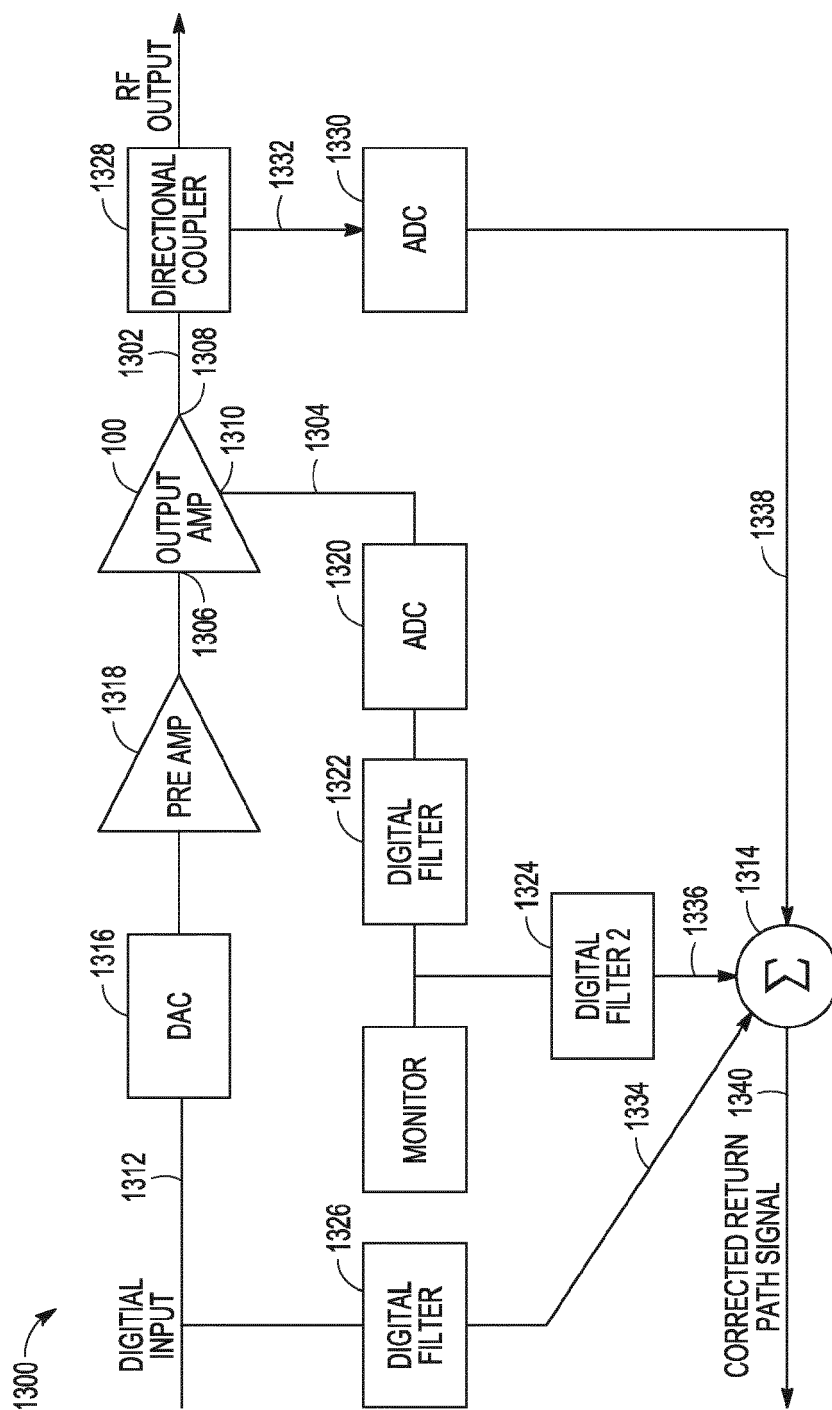 1300
DIGITIAL
INPUT
1312
1316
DAC
1318
PRE AMP
1306
100
OUTPUT
AMP
1302
1308
1310
1328
DIRECTIONAL
COUPLER
RF
OUTPUT
1304
1332
1326
DIGITAL
FILTER
MONITOR
1322
DIGITAL
FILTER
1320
ADC
1330
ADC
1334
1324
DIGITAL
FILTER 2
1336
1314
Σ
1338
1340
CORRECTED RETURN
PATH SIGNAL